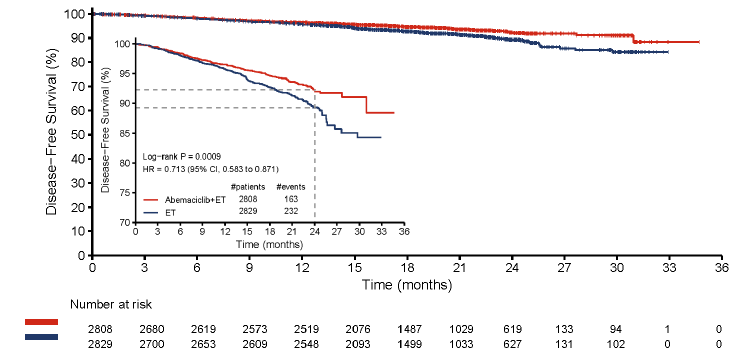 Disease−Free Survival (%)
100
90
80
70
60
50
40
30
20
10
0
0 3 6 9 12 15 18 21 24 27 30 33 36
Time (months)
Disease−Free Survival (%)
100
95
90
85
80
75
70
Log−rank P = 0.0009
HR = 0.713 (95% CI, 0.583 to 0.871)
#patients #events
Abemaciclib+ET 2808 163
ET 2829 232
0 3 6 9 12 15 18 21 24 27 30 33 36
Time (months)
Number at risk
2808 2680 2619 2573 2519 2076 1487 1029 619 133 94 1 0
2829 2700 2653 2609 2548 2093 1499 1033 627 131 102 0 0